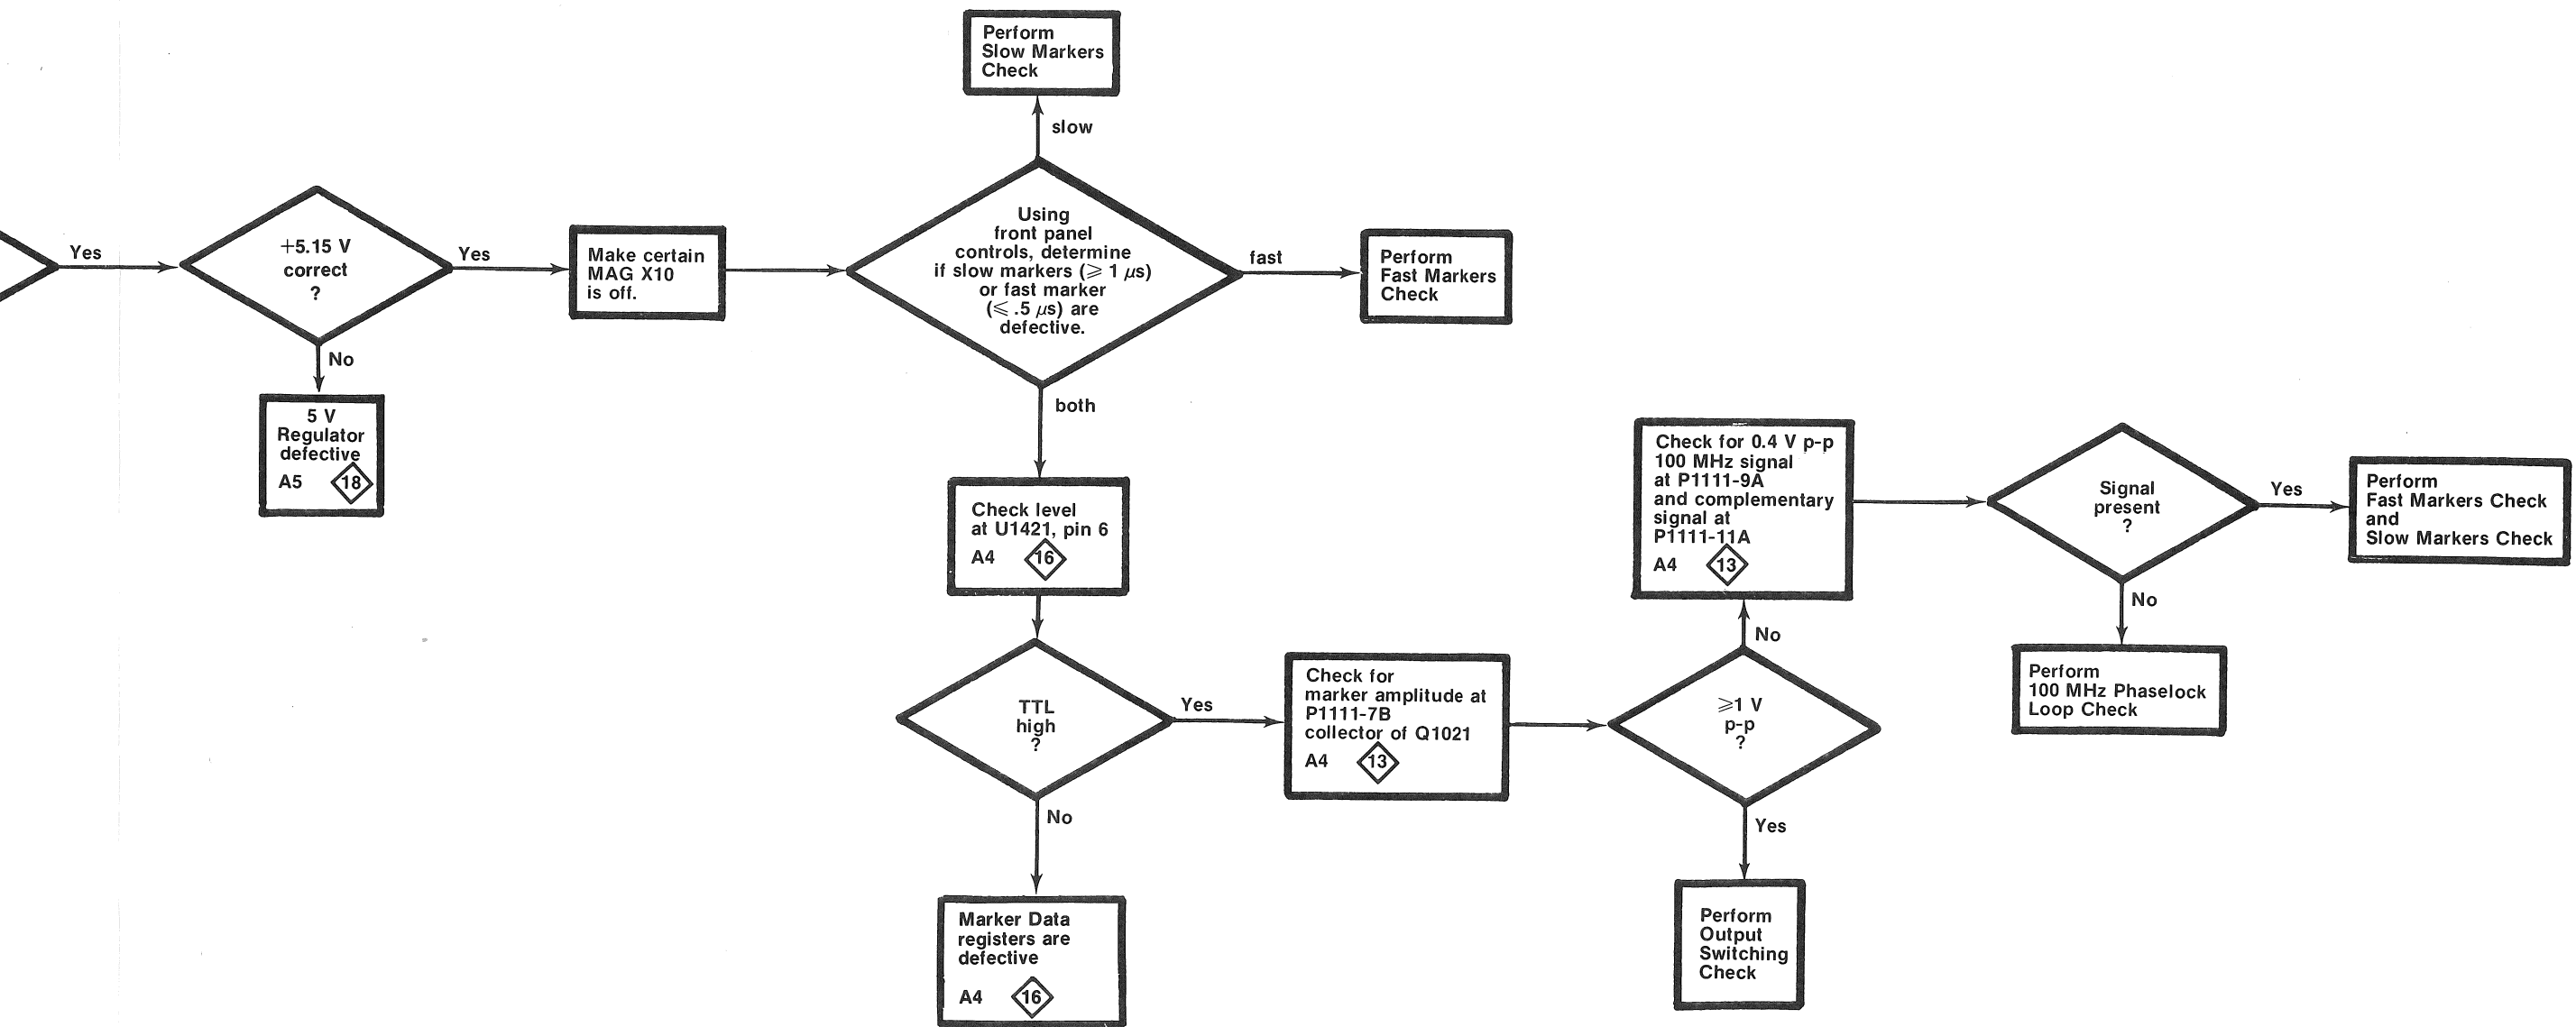 Perform
Slow Markers
Check
slow
Yes
+5.15 V
correct
?
Yes
No
5 V
Regulator
defective
A5 18
Make certain
MAG X10
is off.
Using
front panel
controls, determine
if slow markers (⩾ 1 µs)
or fast marker
(⩽ .5 µs) are
defective.
fast
Perform
Fast Markers
Check
both
Check level
at U1421, pin 6
A4 16
TTL
high
?
Yes
No
Marker Data
registers are
defective
A4 16
Check for
marker amplitude at
P1111-7B
collector of Q1021
A4 13
⩾1 V
p-p
?
No
Yes
Perform
Output
Switching
Check
Check for 0.4 V p-p
100 MHz signal
at P1111-9A
and complementary
signal at
P1111-11A
A4 13
Signal
present
?
Yes
Perform
Fast Markers Check
and
Slow Markers Check
No
Perform
100 MHz Phaselock
Loop Check